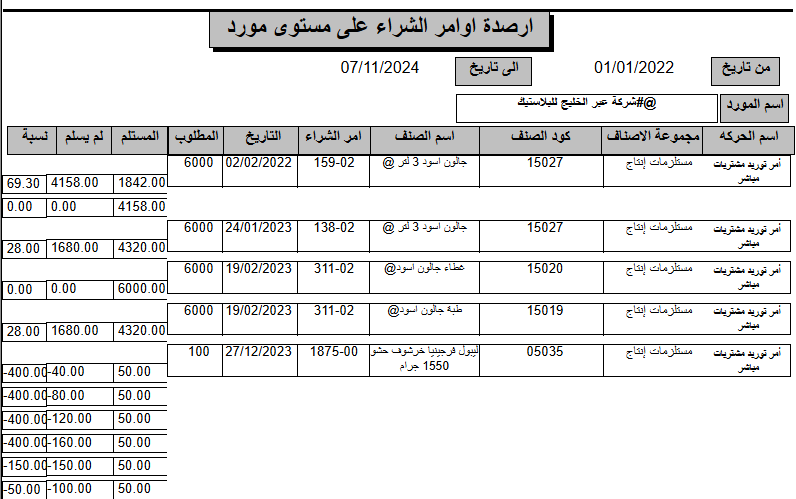 ارصدة اوامر الشراء على مستوى مورد
من تاريخ 01/01/2022 الى تاريخ 07/11/2024
اسم المورد @#شركة عبر الخليج للبلاستيك
اسم الحركه مجموعة الاصناف كود الصنف اسم الصنف امر الشراء التاريخ المطلوب المستلم لم يسلم نسبة
أمر توريد مشتريات مستلزمات إنتاج 15027 جالون اسود 3 لتر @ 159-02 02/02/2022 6000
مباشر
1842.00 4158.00 69.30
4158.00 0.00 0.00
أمر توريد مشتريات مستلزمات إنتاج 15027 جالون اسود 3 لتر @ 138-02 24/01/2023 6000
مباشر
4320.00 1680.00 28.00
أمر توريد مشتريات مستلزمات إنتاج 15020 غطاء جالون اسود@ 311-02 19/02/2023 6000
مباشر
6000.00 0.00 0.00
أمر توريد مشتريات مستلزمات إنتاج 15019 طبة جالون اسود@ 311-02 19/02/2023 6000
مباشر
4320.00 1680.00 28.00
أمر توريد مشتريات مستلزمات إنتاج 05035 ليبول فرجينيا خرشوف حشو 1875-00 27/12/2023 100
مباشر 1550 جرام
50.00 -40.00 -400.00
50.00 -80.00 -400.00
50.00 -120.00 -400.00
50.00 -160.00 -400.00
50.00 -150.00 -150.00
50.00 -100.00 -50.00